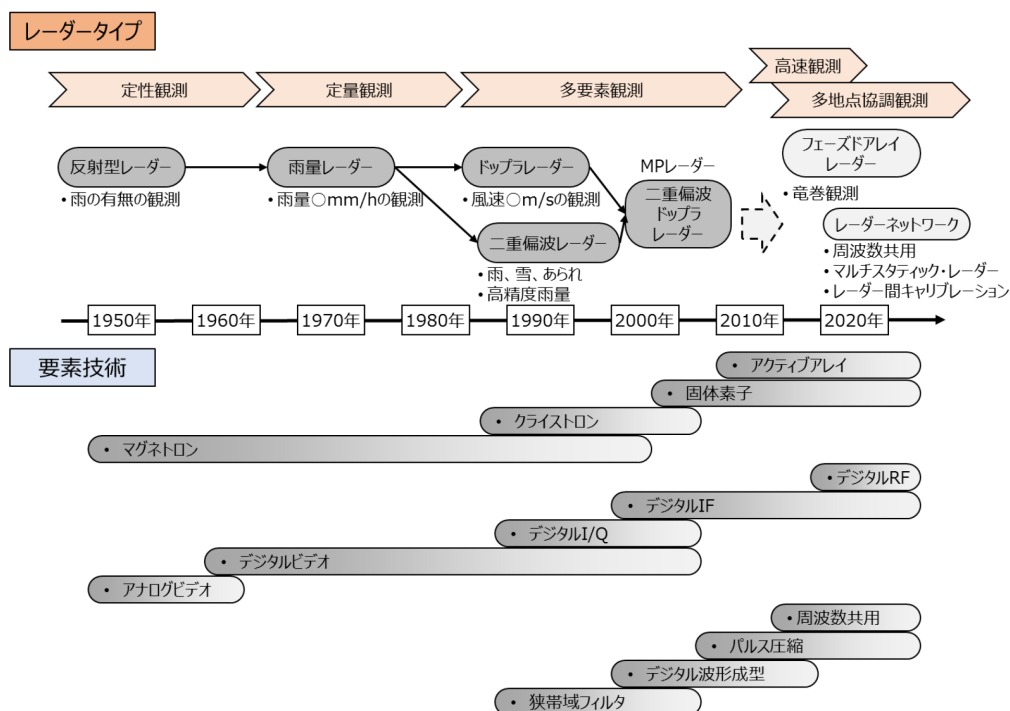 レーダータイプ
定性観測
定量観測
多要素観測
高速観測
多地点協調観測
反射型レーダー
・雨の有無の観測
雨量レーダー
・雨量○mm/hの観測
ドップラレーダー
・風速○m/sの観測
二重偏波レーダー
・雨、雪、あられ
・高精度雨量
MPレーダー
二重偏波
ドップラ
レーダー
フェーズドアレイ
レーダー
・竜巻観測
レーダーネットワーク
・周波数共用
・マルチスタティック・レーダー
・レーダー間キャリブレーション
1950年
1960年
1970年
1980年
1990年
2000年
2010年
2020年
要素技術
・アクティブアレイ
・固体素子
・クライストロン
・マグネトロン
・デジタルRF
・デジタルIF
・デジタルI/Q
・デジタルビデオ
・アナログビデオ
・周波数共用
・パルス圧縮
・デジタル波形成型
・狭帯域フィルタ